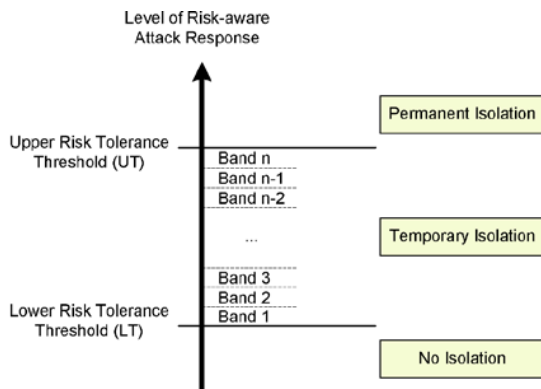 Level of Risk-aware
Attack Response
Permanent Isolation
Upper Risk Tolerance
Threshold (UT)
Band n
Band n-1
Band n-2
...
Temporary Isolation
Band 3
Band 2
Band 1
Lower Risk Tolerance
Threshold (LT)
No Isolation